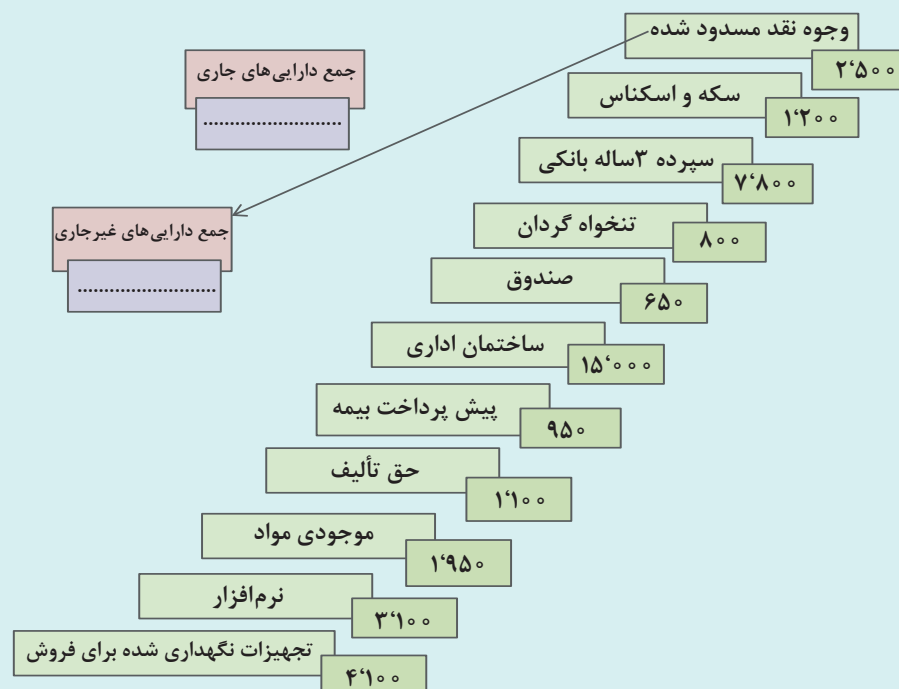 وجوه نقد مسدود شده
۲٬۵۰۰
جمع دارایی‌های جاری
..............................
سکه و اسکناس
۱٬۲۰۰
سپرده ۳ساله بانکی
۷٬۸۰۰
تنخواه گردان
۸۰۰
جمع دارایی‌های غیرجاری
..............................
صندوق
۶۵۰
ساختمان اداری
۱۵٬۰۰۰
پیش پرداخت بیمه
۹۵۰
حق تألیف
۱٬۱۰۰
موجودی مواد
۱٬۹۵۰
نرم‌افزار
۳٬۱۰۰
تجهیزات نگهداری شده برای فروش
۴٬۱۰۰